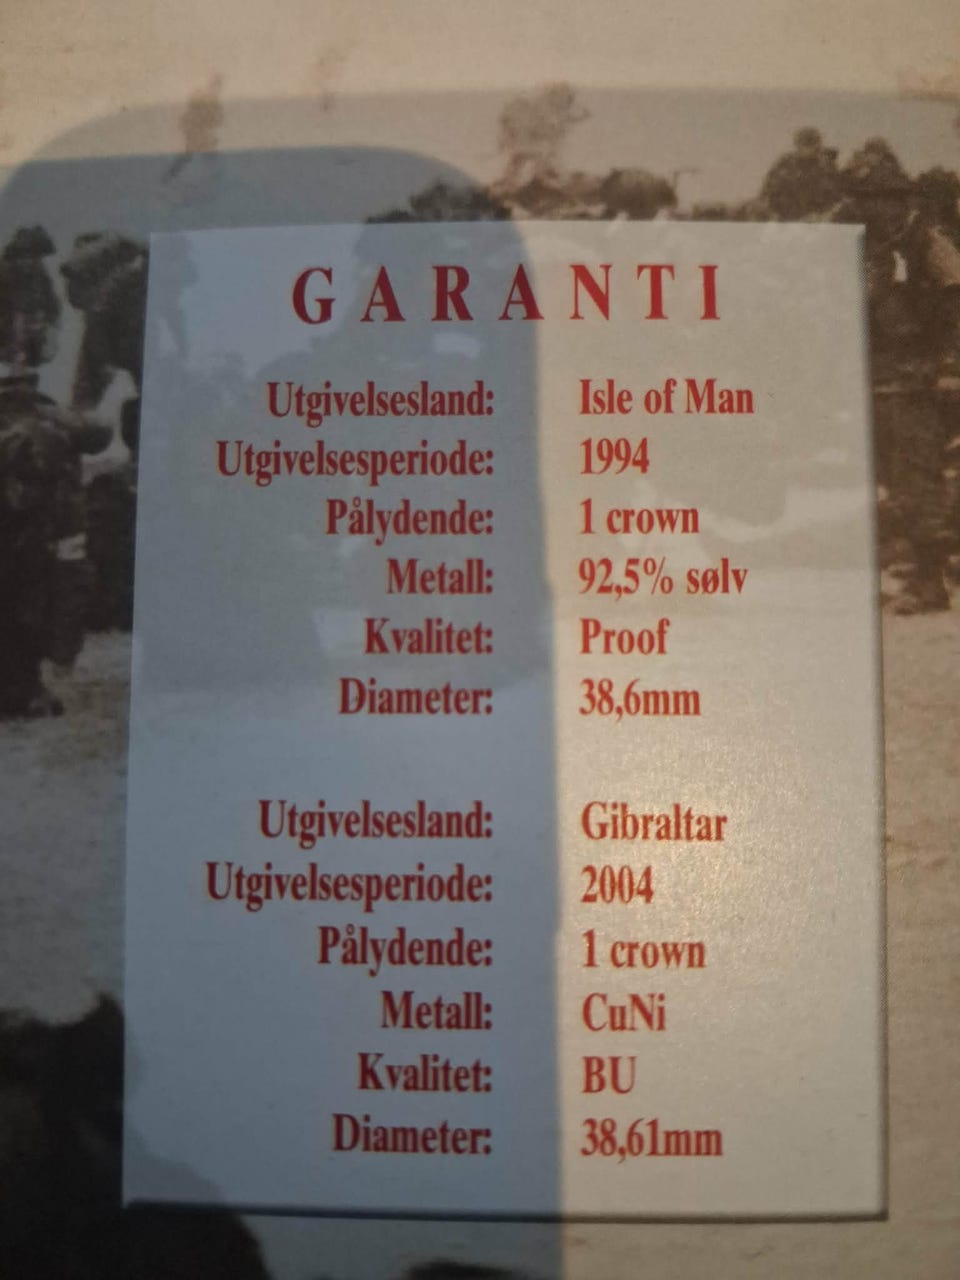 GARANTI
Utgivelsesland: Isle of Man
Utgivelsesperiode: 1994
Pålydende: 1 crown
Metall: 92,5% sølv
Kvalitet: Proof
Diameter: 38,6mm
Utgivelsesland: Gibraltar
Utgivelsesperiode: 2004
Pålydende: 1 crown
Metall: CuNi
Kvalitet: BU
Diameter: 38,61mm